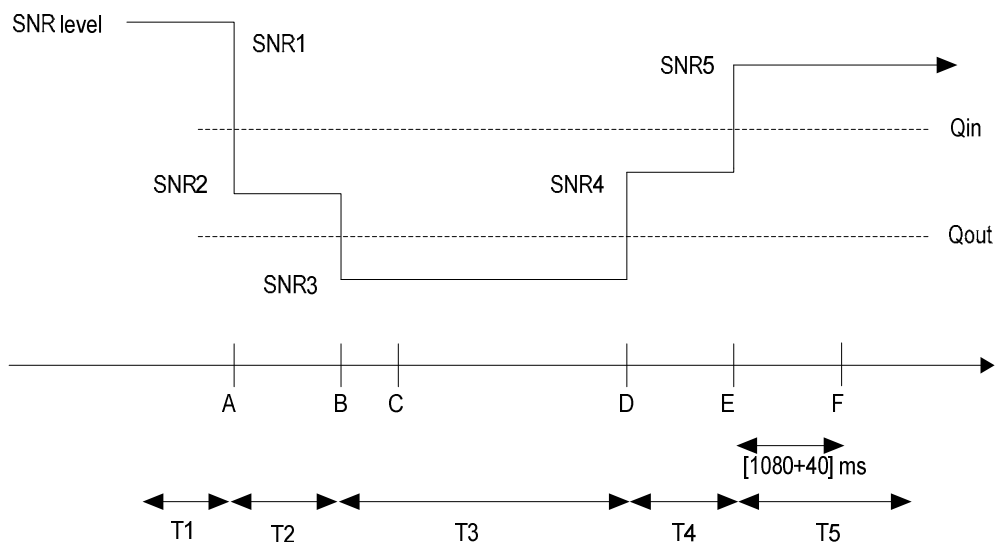 SNR level
SNR1
SNR5
Qin
SNR2
SNR4
Qout
SNR3
A B C D E F
[1080+40] ms
T1 T2 T3 T4 T5